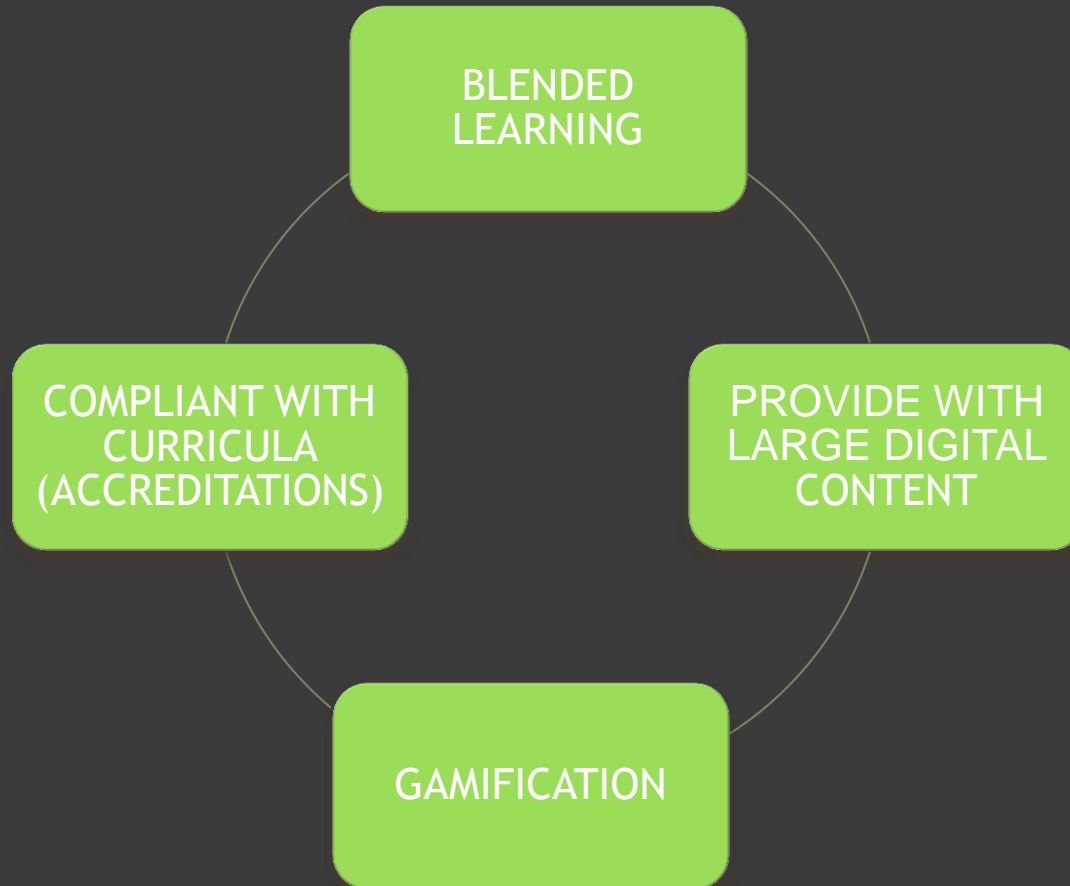 BLENDED
LEARNING
COMPLIANT WITH
CURRICULA
(ACCREDITATIONS)
PROVIDE WITH
LARGE DIGITAL
CONTENT
GAMIFICATION